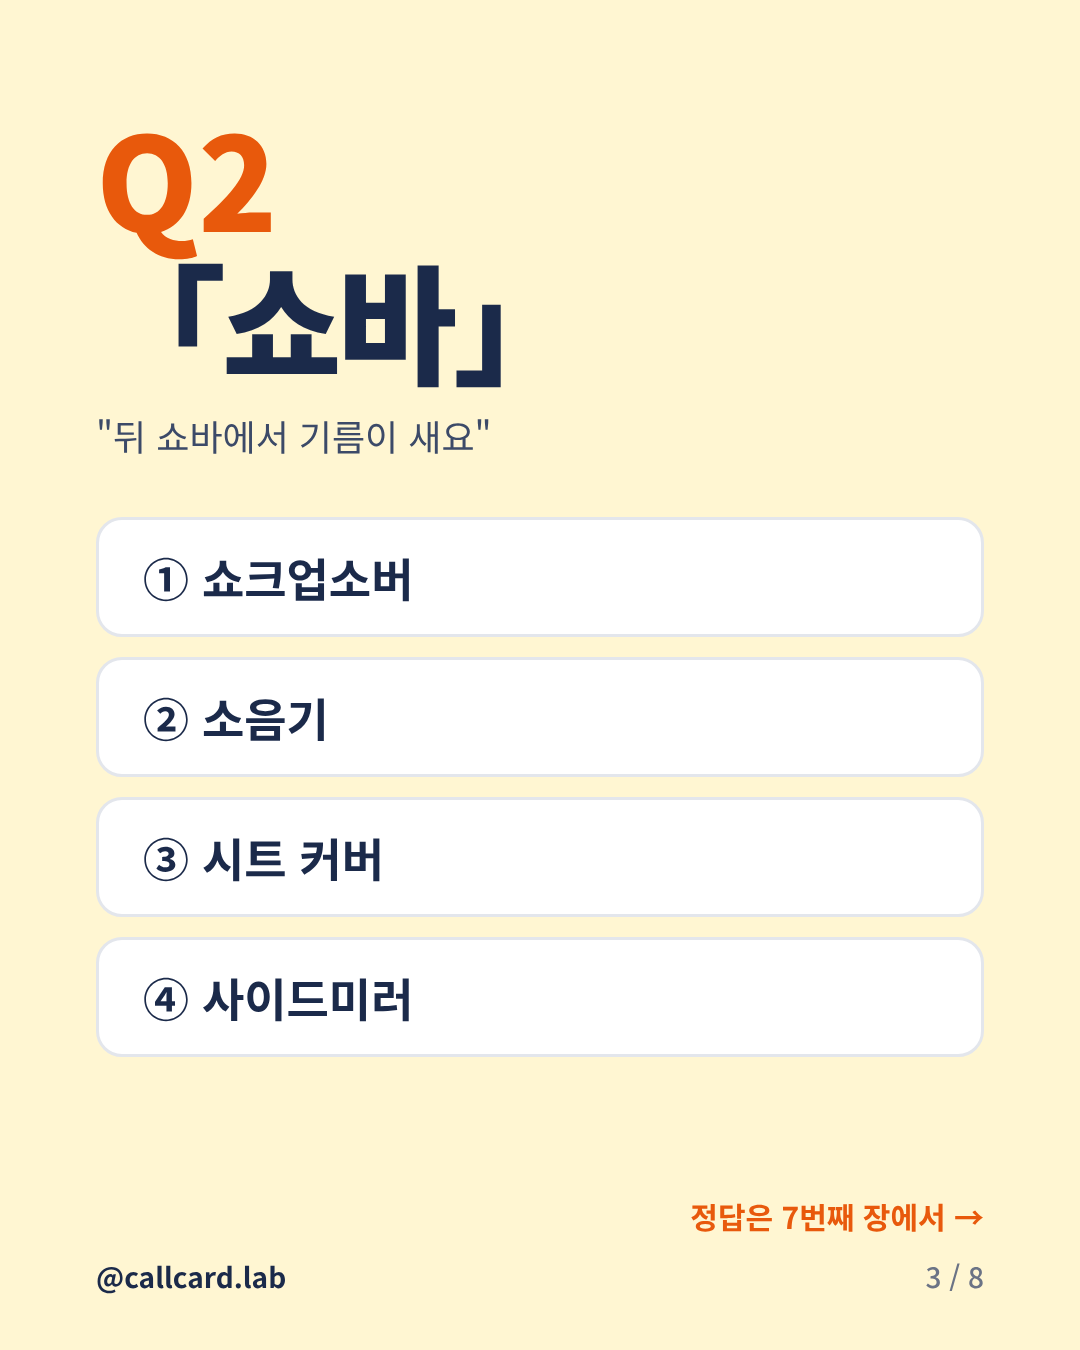 Q2
「쇼바」
"뒤 쇼바에서 기름이 새요"
① 쇼크업소버
② 소음기
③ 시트 커버
④ 사이드미러
정답은 7번째 장에서 →
@callcard.lab
3 / 8